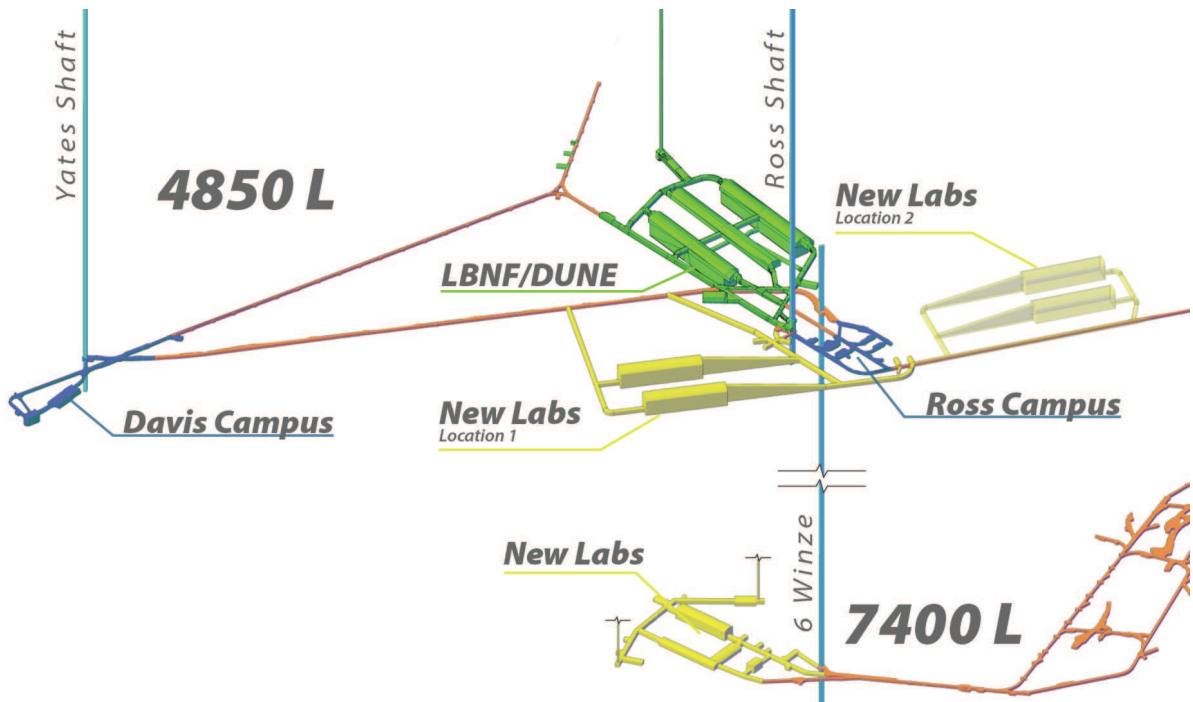 Yates Shaft
4850 L
Ross Shaft
New Labs
Location 2
LBNF/DUNE
Davis Campus
New Labs
Location 1
Ross Campus
New Labs
6 Winze
7400 L